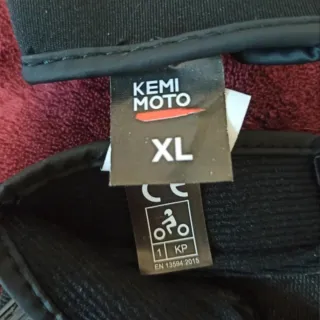 KEMI
MOTO
XL
CE
1 KP
EN 13594:2015